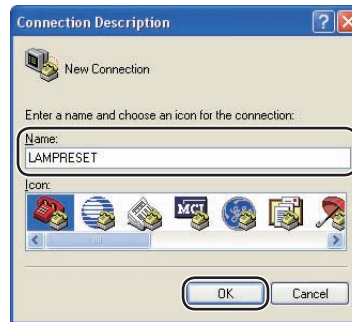 Connection Description
New Connection
Enter a name and choose an icon for the connection:
Name:
LAMPRESET
Icon:
MCI
OK Cancel